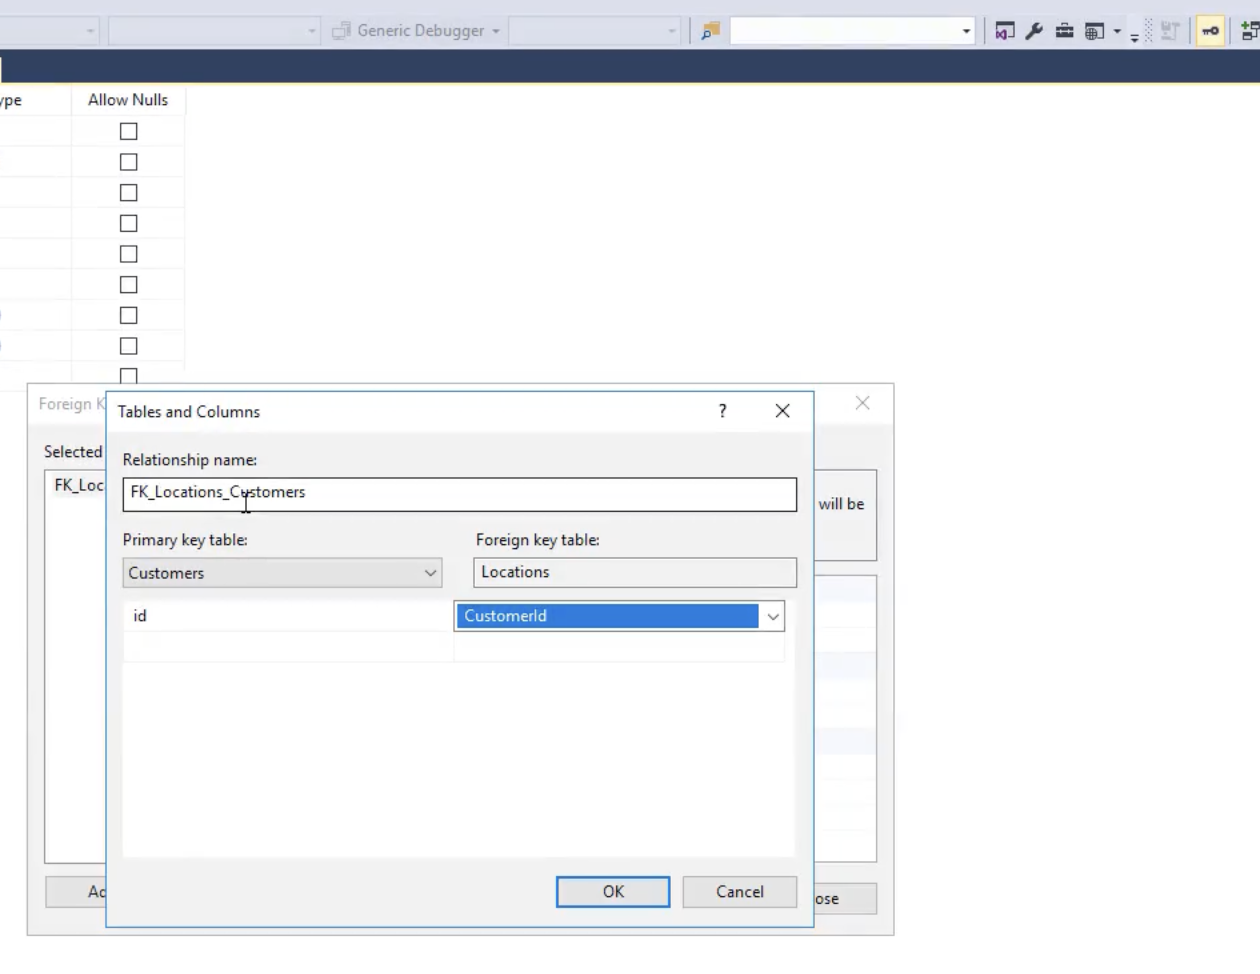 Generic Debugger
ype
Allow Nulls
Foreign K
Tables and Columns
?
Selected
Relationship name:
FK_Loc
FK_Locations_Customers
will be
Primary key table:
Foreign key table:
Customers
Locations
id
CustomerId
Ad
OK
Cancel
ose